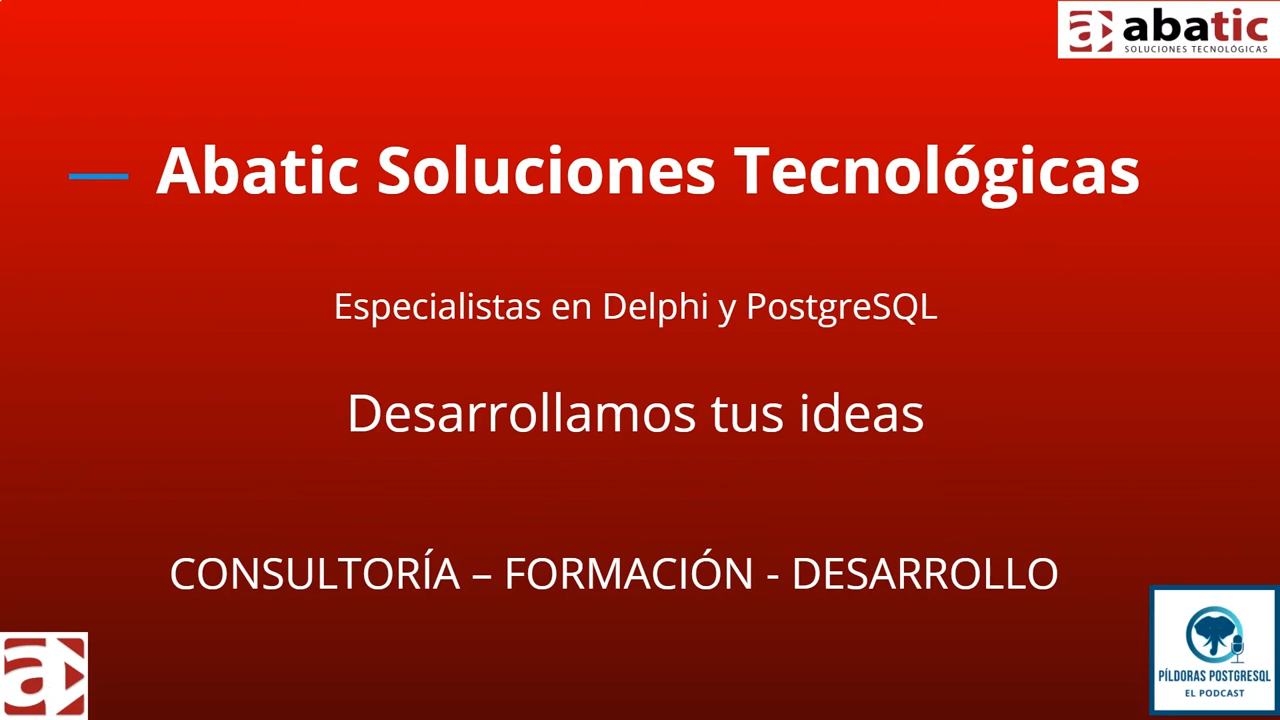 abatic
SOLUCIONES TECNOLÓGICAS
Abatic Soluciones Tecnológicas
Especialistas en Delphi y PostgreSQL
Desarrollamos tus ideas
CONSULTORÍA – FORMACIÓN - DESARROLLO
PÍLDORAS POSTGRESQL
EL PODCAST